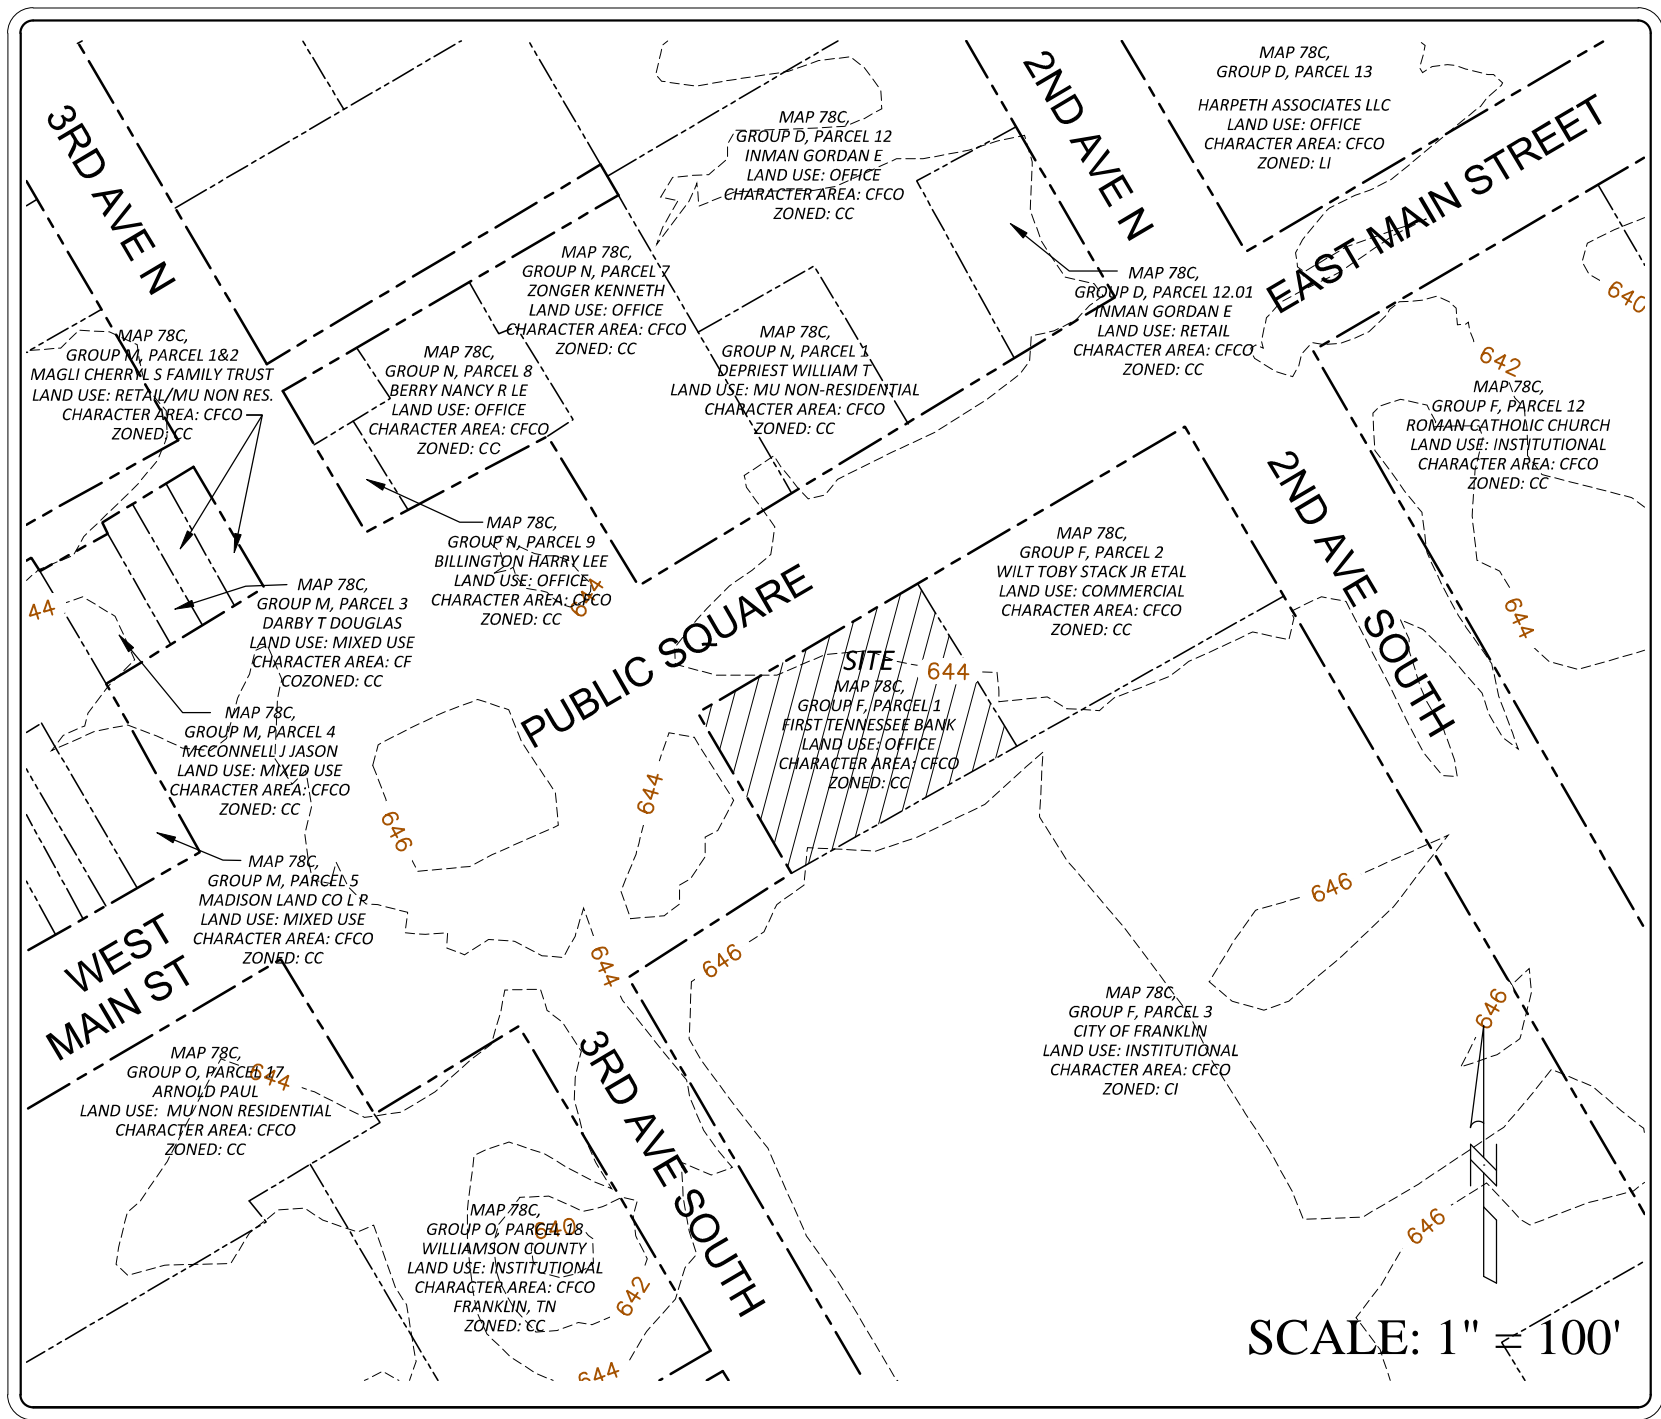 MAP 78C,
GROUP D, PARCEL 13
HARPETH ASSOCIATES LLC
LAND USE: OFFICE
CHARACTER AREA: CFCO
ZONED: LI
2ND AVE N
3RD AVE N
EAST MAIN STREET
MAP 78C,
GROUP D, PARCEL 12
INMAN GORDAN E
LAND USE: OFFICE
CHARACTER AREA: CFCO
ZONED: CC
MAP 78C,
GROUP N, PARCEL 7
ZONGER KENNETH
LAND USE: OFFICE
CHARACTER AREA: CFCO
ZONED: CC
MAP 78C,
GROUP D, PARCEL 12.01
INMAN GORDAN E
LAND USE: RETAIL
CHARACTER AREA: CFCO
ZONED: CC
640
MAP 78C,
GROUP M, PARCEL 1&2
MAGLI CHERRYL S FAMILY TRUST
LAND USE: RETAIL/MU NON RES.
CHARACTER AREA: CFCO
ZONED: CC
MAP 78C,
GROUP N, PARCEL 8
BERRY NANCY R LE
LAND USE: OFFICE
CHARACTER AREA: CFCO
ZONED: CC
MAP 78C,
GROUP N, PARCEL 1
DEPRIEST WILLIAM T
LAND USE: MU NON-RESIDENTIAL
CHARACTER AREA: CFCO
ZONED: CC
642
MAP 78C,
GROUP F, PARCEL 12
ROMAN CATHOLIC CHURCH
LAND USE: INSTITUTIONAL
CHARACTER AREA: CFCO
ZONED: CC
MAP 78C,
GROUP N, PARCEL 9
BILLINGTON HARRY LEE
LAND USE: OFFICE
CHARACTER AREA: CFCO
ZONED: CC
644
MAP 78C,
GROUP F, PARCEL 2
WILT TOBY STACK JR ETAL
LAND USE: COMMERCIAL
CHARACTER AREA: CFCO
ZONED: CC
2ND AVE SOUTH
644
44
MAP 78C,
GROUP M, PARCEL 3
DARBY T DOUGLAS
LAND USE: MIXED USE
CHARACTER AREA: CF
COZONED: CC
PUBLIC SQUARE
SITE
644
MAP 78C,
GROUP F, PARCEL 1
FIRST TENNESSEE BANK
LAND USE: OFFICE
CHARACTER AREA: CFCO
ZONED: CC
MAP 78C,
GROUP M, PARCEL 4
MCCONNELL J JASON
LAND USE: MIXED USE
CHARACTER AREA: CFCO
ZONED: CC
644
646
MAP 78C,
GROUP M, PARCEL 5
MADISON LAND CO L P
LAND USE: MIXED USE
CHARACTER AREA: CFCO
ZONED: CC
646
WEST
MAIN ST
644
646
MAP 78C,
GROUP F, PARCEL 3
CITY OF FRANKLIN
LAND USE: INSTITUTIONAL
CHARACTER AREA: CFCO
ZONED: CI
646
MAP 78C,
GROUP O, PARCEL 17
ARNOLD PAUL
LAND USE: MU NON RESIDENTIAL
CHARACTER AREA: CFCO
ZONED: CC
644
3RD AVE SOUTH
N
MAP 78C,
GROUP O, PARCEL 18
WILLIAMSON COUNTY
LAND USE: INSTITUTIONAL
CHARACTER AREA: CFCO
FRANKLIN, TN
ZONED: CC
640
642
646
644
SCALE: 1" = 100'